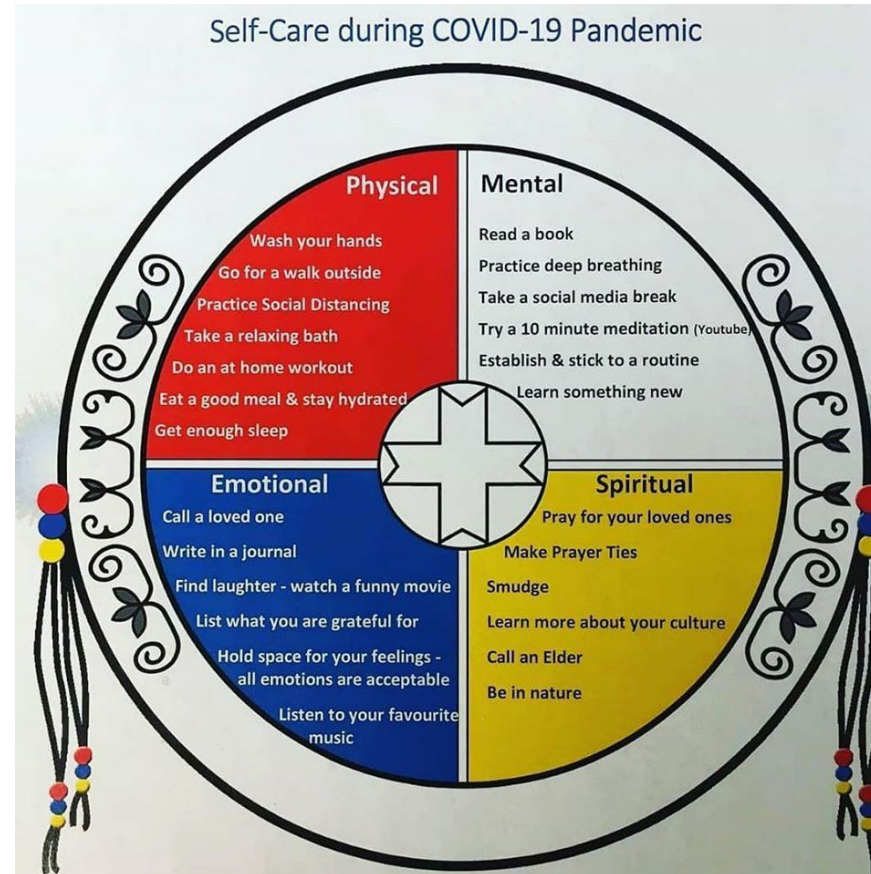 Self-Care during COVID-19 Pandemic
Physical
Wash your hands
Go for a walk outside
Practice Social Distancing
Take a relaxing bath
Do an at home workout
Eat a good meal & stay hydrated
Get enough sleep
Mental
Read a book
Practice deep breathing
Take a social media break
Try a 10 minute meditation (Youtube)
Establish & stick to a routine
Learn something new
Emotional
Call a loved one
Write in a journal
Find laughter - watch a funny movie
List what you are grateful for
Hold space for your feelings -
all emotions are acceptable
Listen to your favourite
music
Spiritual
Pray for your loved ones
Make Prayer Ties
Smudge
Learn more about your culture
Call an Elder
Be in nature